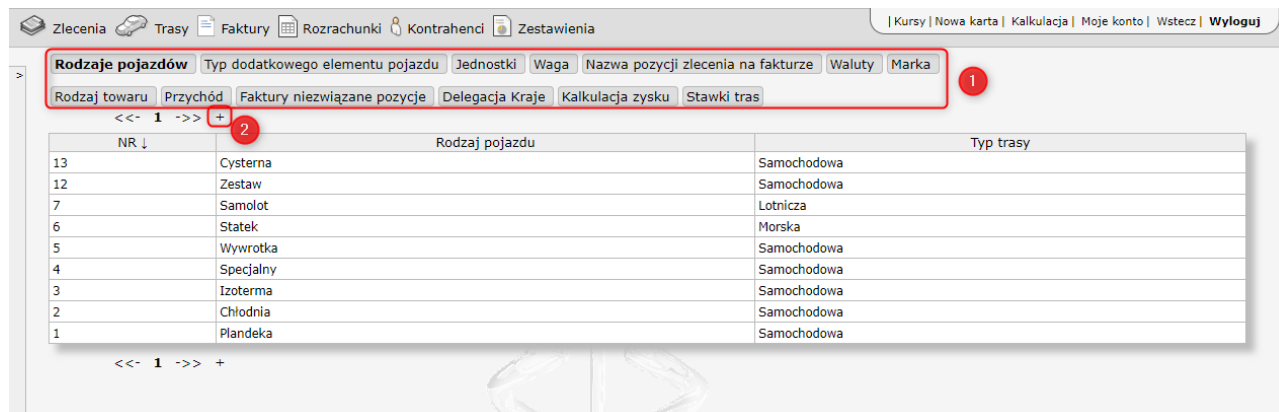 Zlecenia Trasy Faktury Rozrachunki Kontrahenci Zestawienia |Kursy|Nowa karta| Kalkulacja| Moje konto| Wstecz| Wyloguj
>
Rodzaje pojazdów Typ dodatkowego elementu pojazdu Jednostki Waga Nazwa pozycji zlecenia na fakturze Waluty Marka
1
Rodzaj towaru Przychód Faktury niezwiązane pozycje Delegacja Kraje Kalkulacja zysku Stawki tras
<<- 1 ->> +
2
NR ↓ Rodzaj pojazdu Typ trasy
13 Cysterna Samochodowa
12 Zestaw Samochodowa
7 Samolot Lotnicza
6 Statek Morska
5 Wywrotka Samochodowa
4 Specjalny Samochodowa
3 Izoterma Samochodowa
2 Chłodnia Samochodowa
1 Plandeka Samochodowa
<<- 1 ->> +